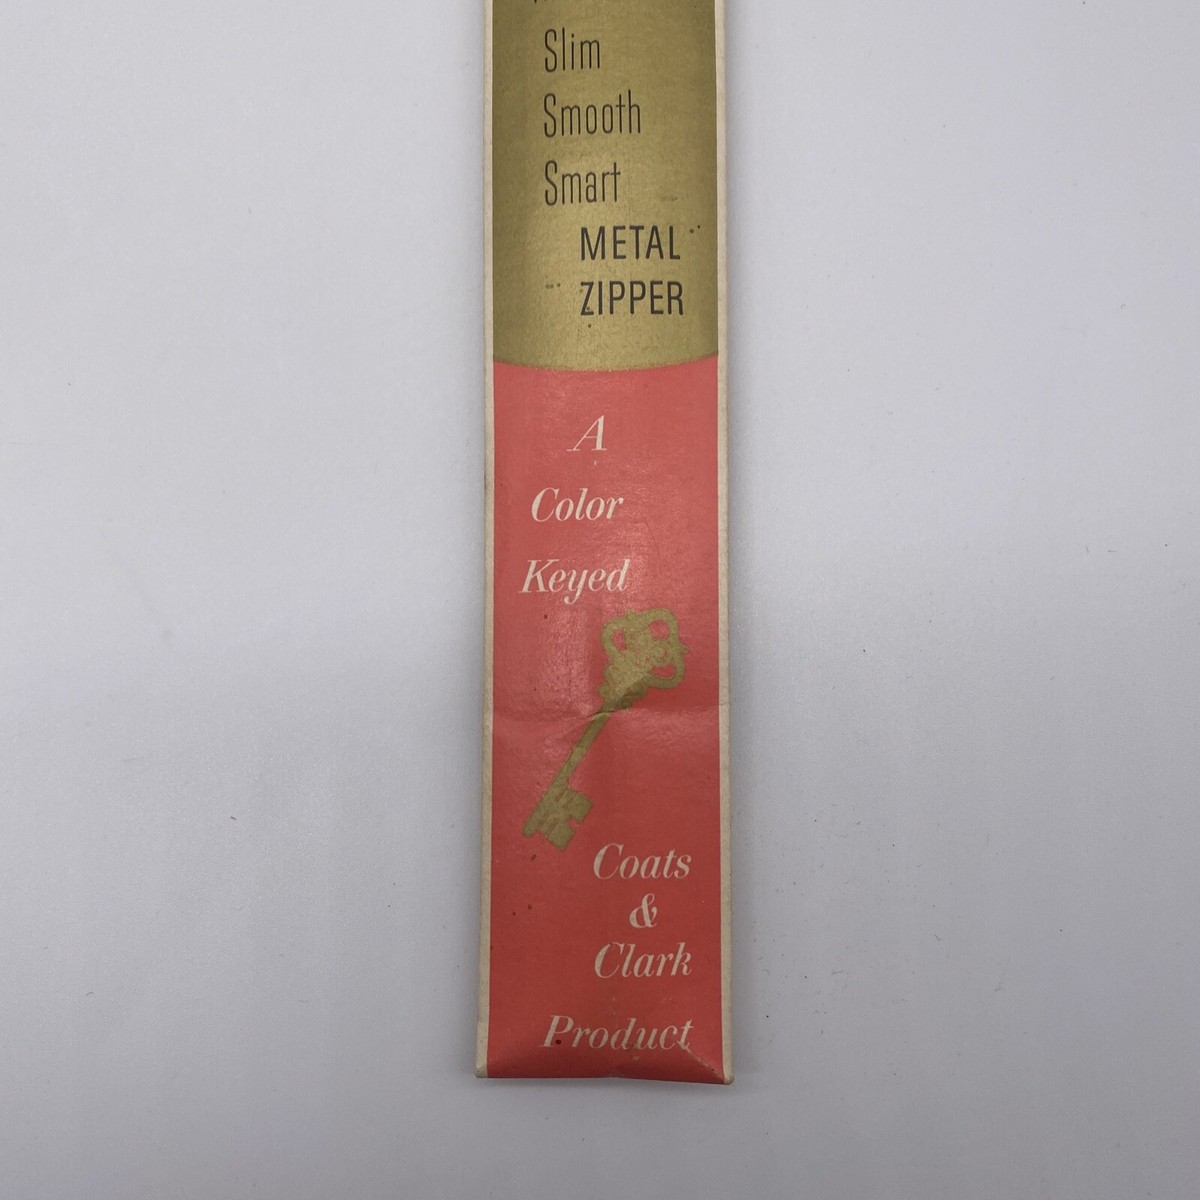 Slim
Smooth
Smart
METAL
ZIPPER
A
Color
Keyed
Coats
&
Clark
Product